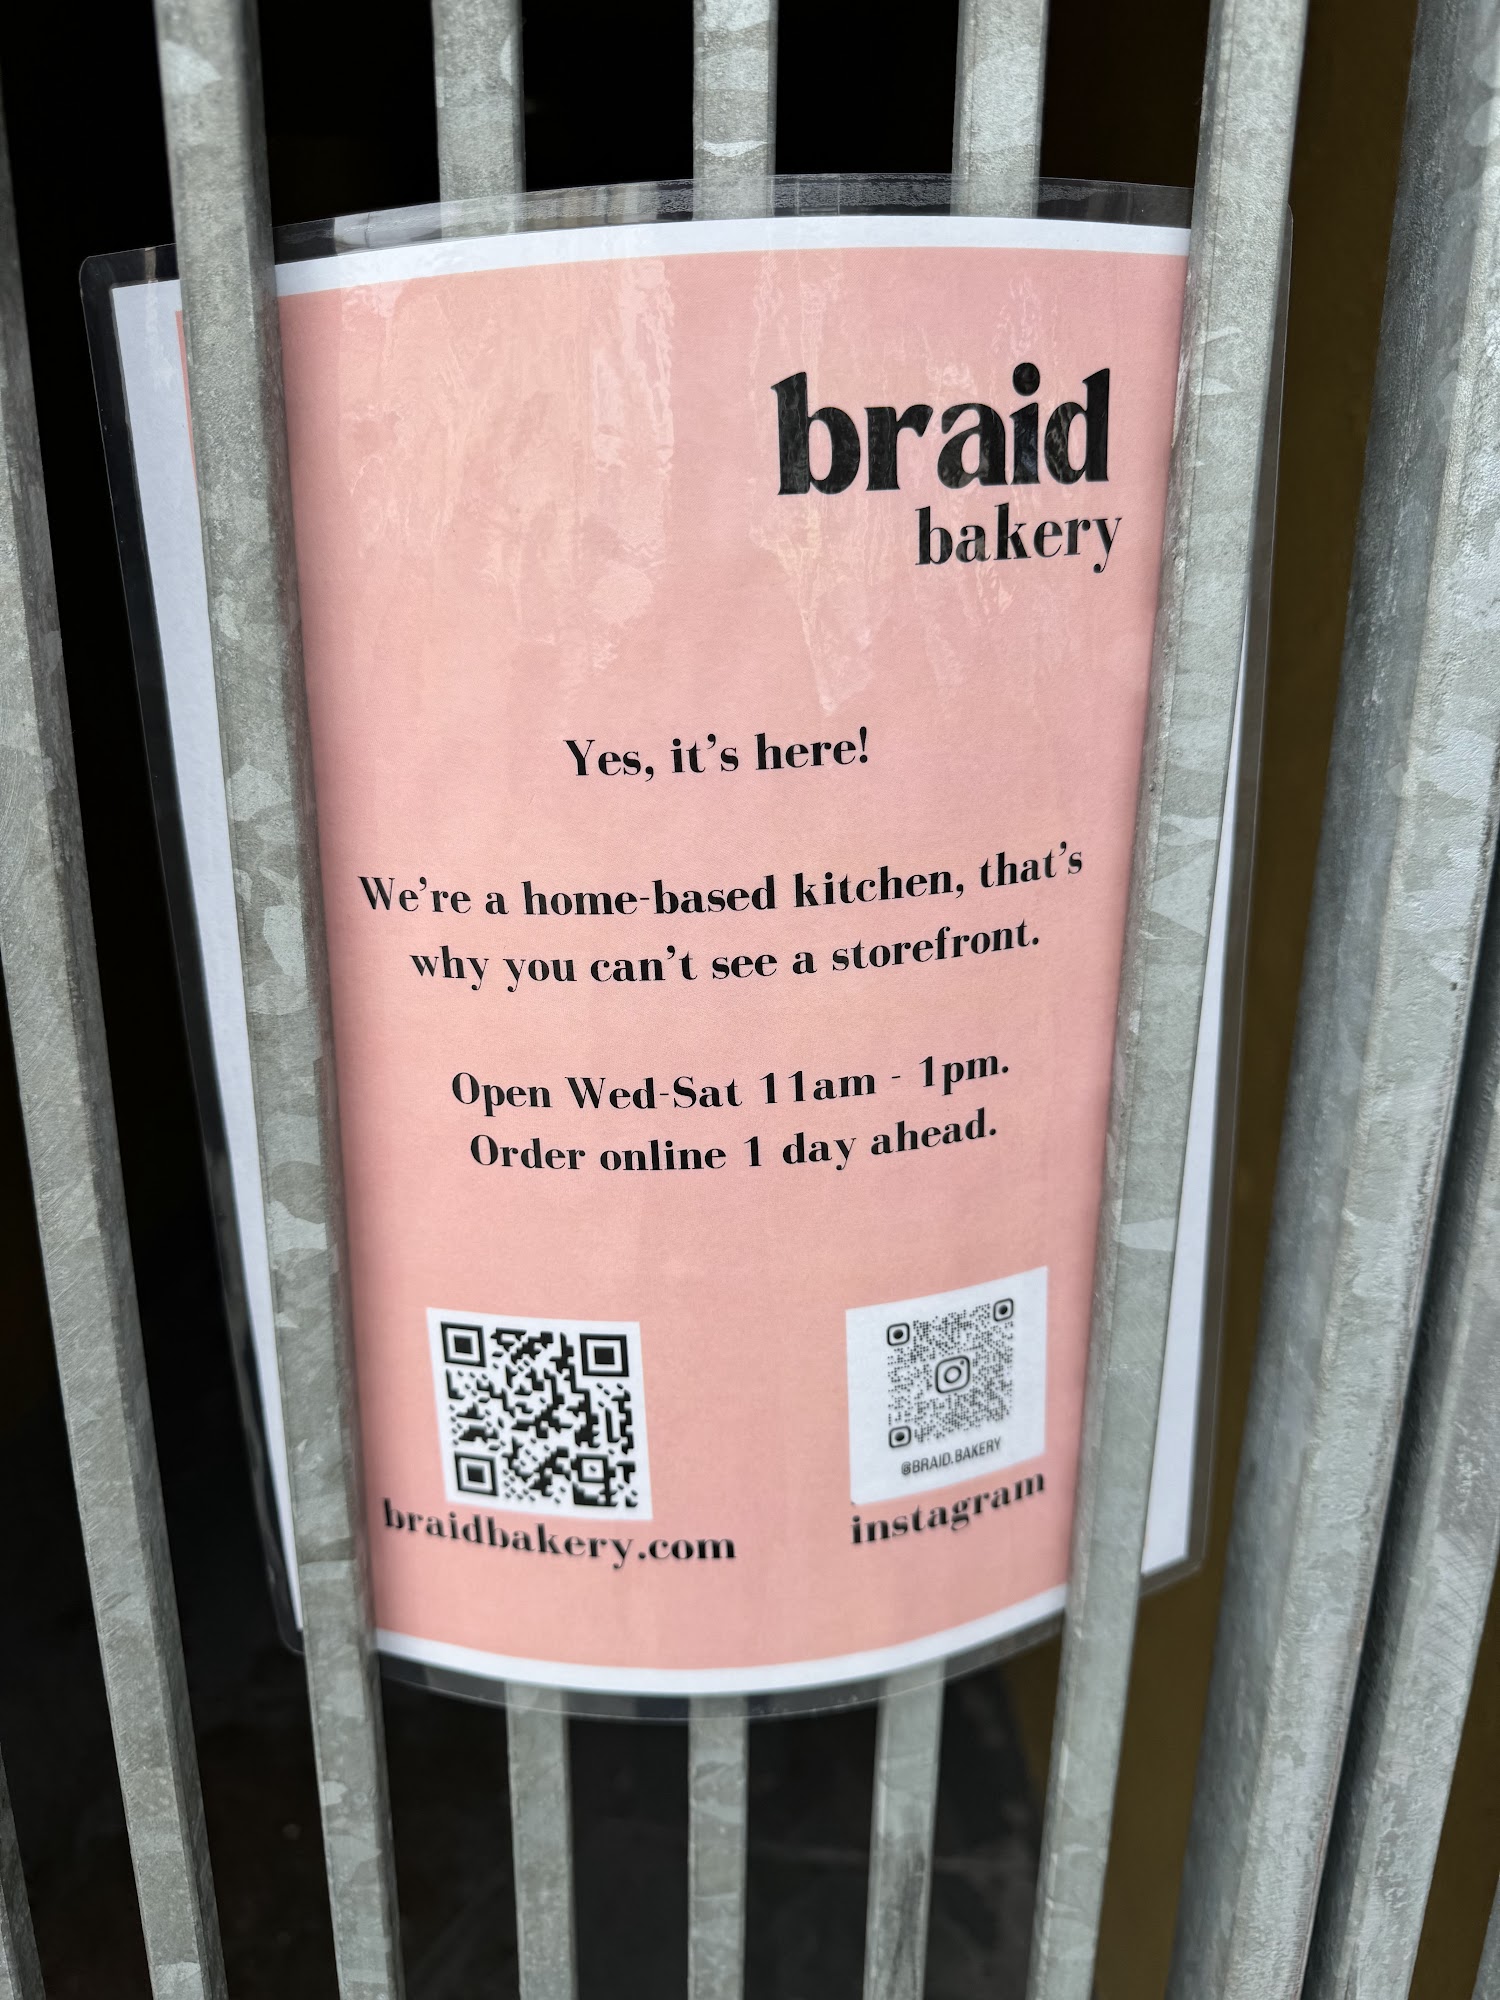 braid
bakery
Yes, it's here!
We're a home-based kitchen, that's
why you can't see a storefront.
Open Wed-Sat 11am - 1pm.
Order online 1 day ahead.
@BRAID.BAKERY
braidbakery.com
instagram